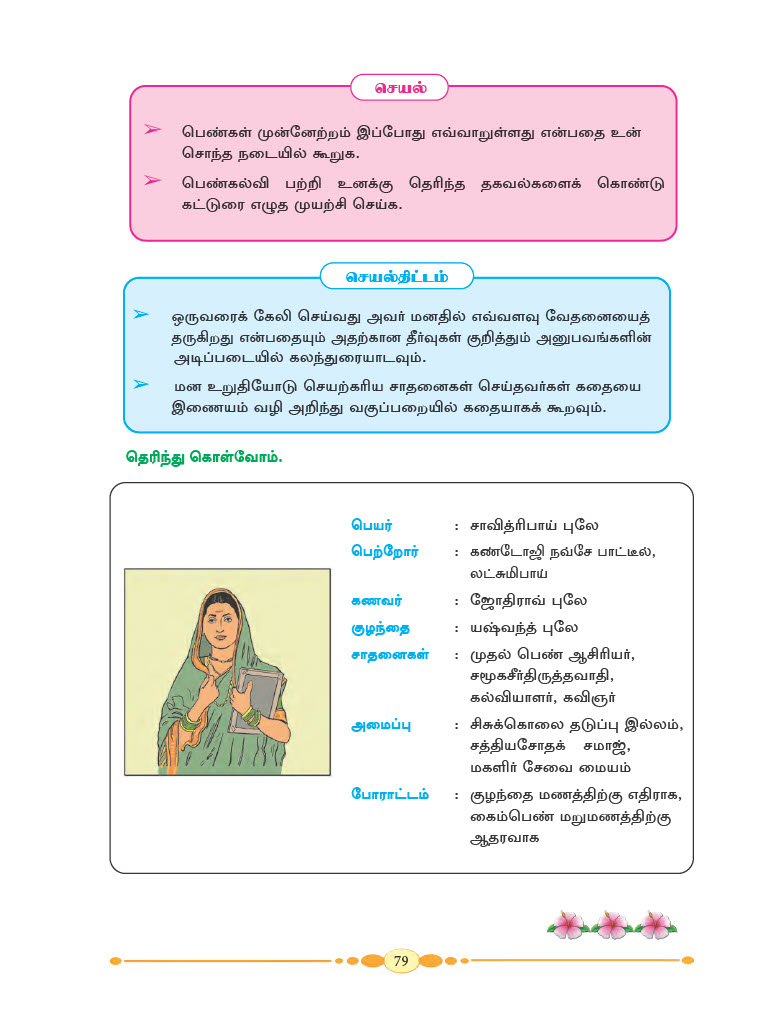 செயல்
➢ பெண்கள் முன்னேற்றம் இப்போது எவ்வாறுள்ளது என்பதை உன்
சொந்த நடையில் கூறுக.
➢ பெண்கல்வி பற்றி உனக்கு தெரிந்த தகவல்களைக் கொண்டு
கட்டுரை எழுத முயற்சி செய்க.
செயல்திட்டம்
➢ ஒருவரைக் கேலி செய்வது அவர் மனதில் எவ்வளவு வேதனையைத்
தருகிறது என்பதையும் அதற்கான தீர்வுகள் குறித்தும் அனுபவங்களின்
அடிப்படையில் கலந்துரையாடவும்.
➢ மன உறுதியோடு செயற்கரிய சாதனைகள் செய்தவர்கள் கதையை
இணையம் வழி அறிந்து வகுப்பறையில் கதையாகக் கூறவும்.
தெரிந்து கொள்வோம்.
பெயர் : சாவித்ரிபாய் புலே
பெற்றோர் : கண்டோஜி நவ்சே பாட்டீல்,
லட்சுமிபாய்
கணவர் : ஜோதிராவ் புலே
குழந்தை : யஷ்வந்த் புலே
சாதனைகள் : முதல் பெண் ஆசிரியர்,
சமூகசீர்திருத்தவாதி,
கல்வியாளர், கவிஞர்
அமைப்பு : சிசுக்கொலை தடுப்பு இல்லம்,
சத்தியசோதக் சமாஜ்,
மகளிர் சேவை மையம்
போராட்டம் : குழந்தை மணத்திற்கு எதிராக,
கைம்பெண் மறுமணத்திற்கு
ஆதரவாக
79